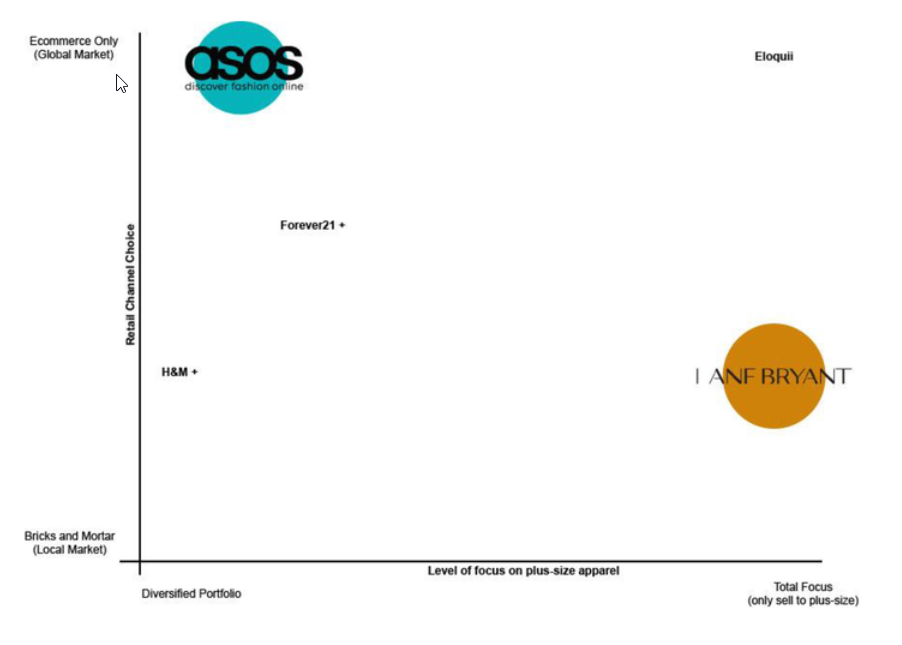 Ecommerce Only
(Global Market)
asos
discover fashion online
Eloquii
Forever21 +
Retail Channel Choice
H&M +
LANE BRYANT
Bricks and Mortar
(Local Market)
Level of focus on plus-size apparel
Diversified Portfolio
Total Focus
(only sell to plus-size)